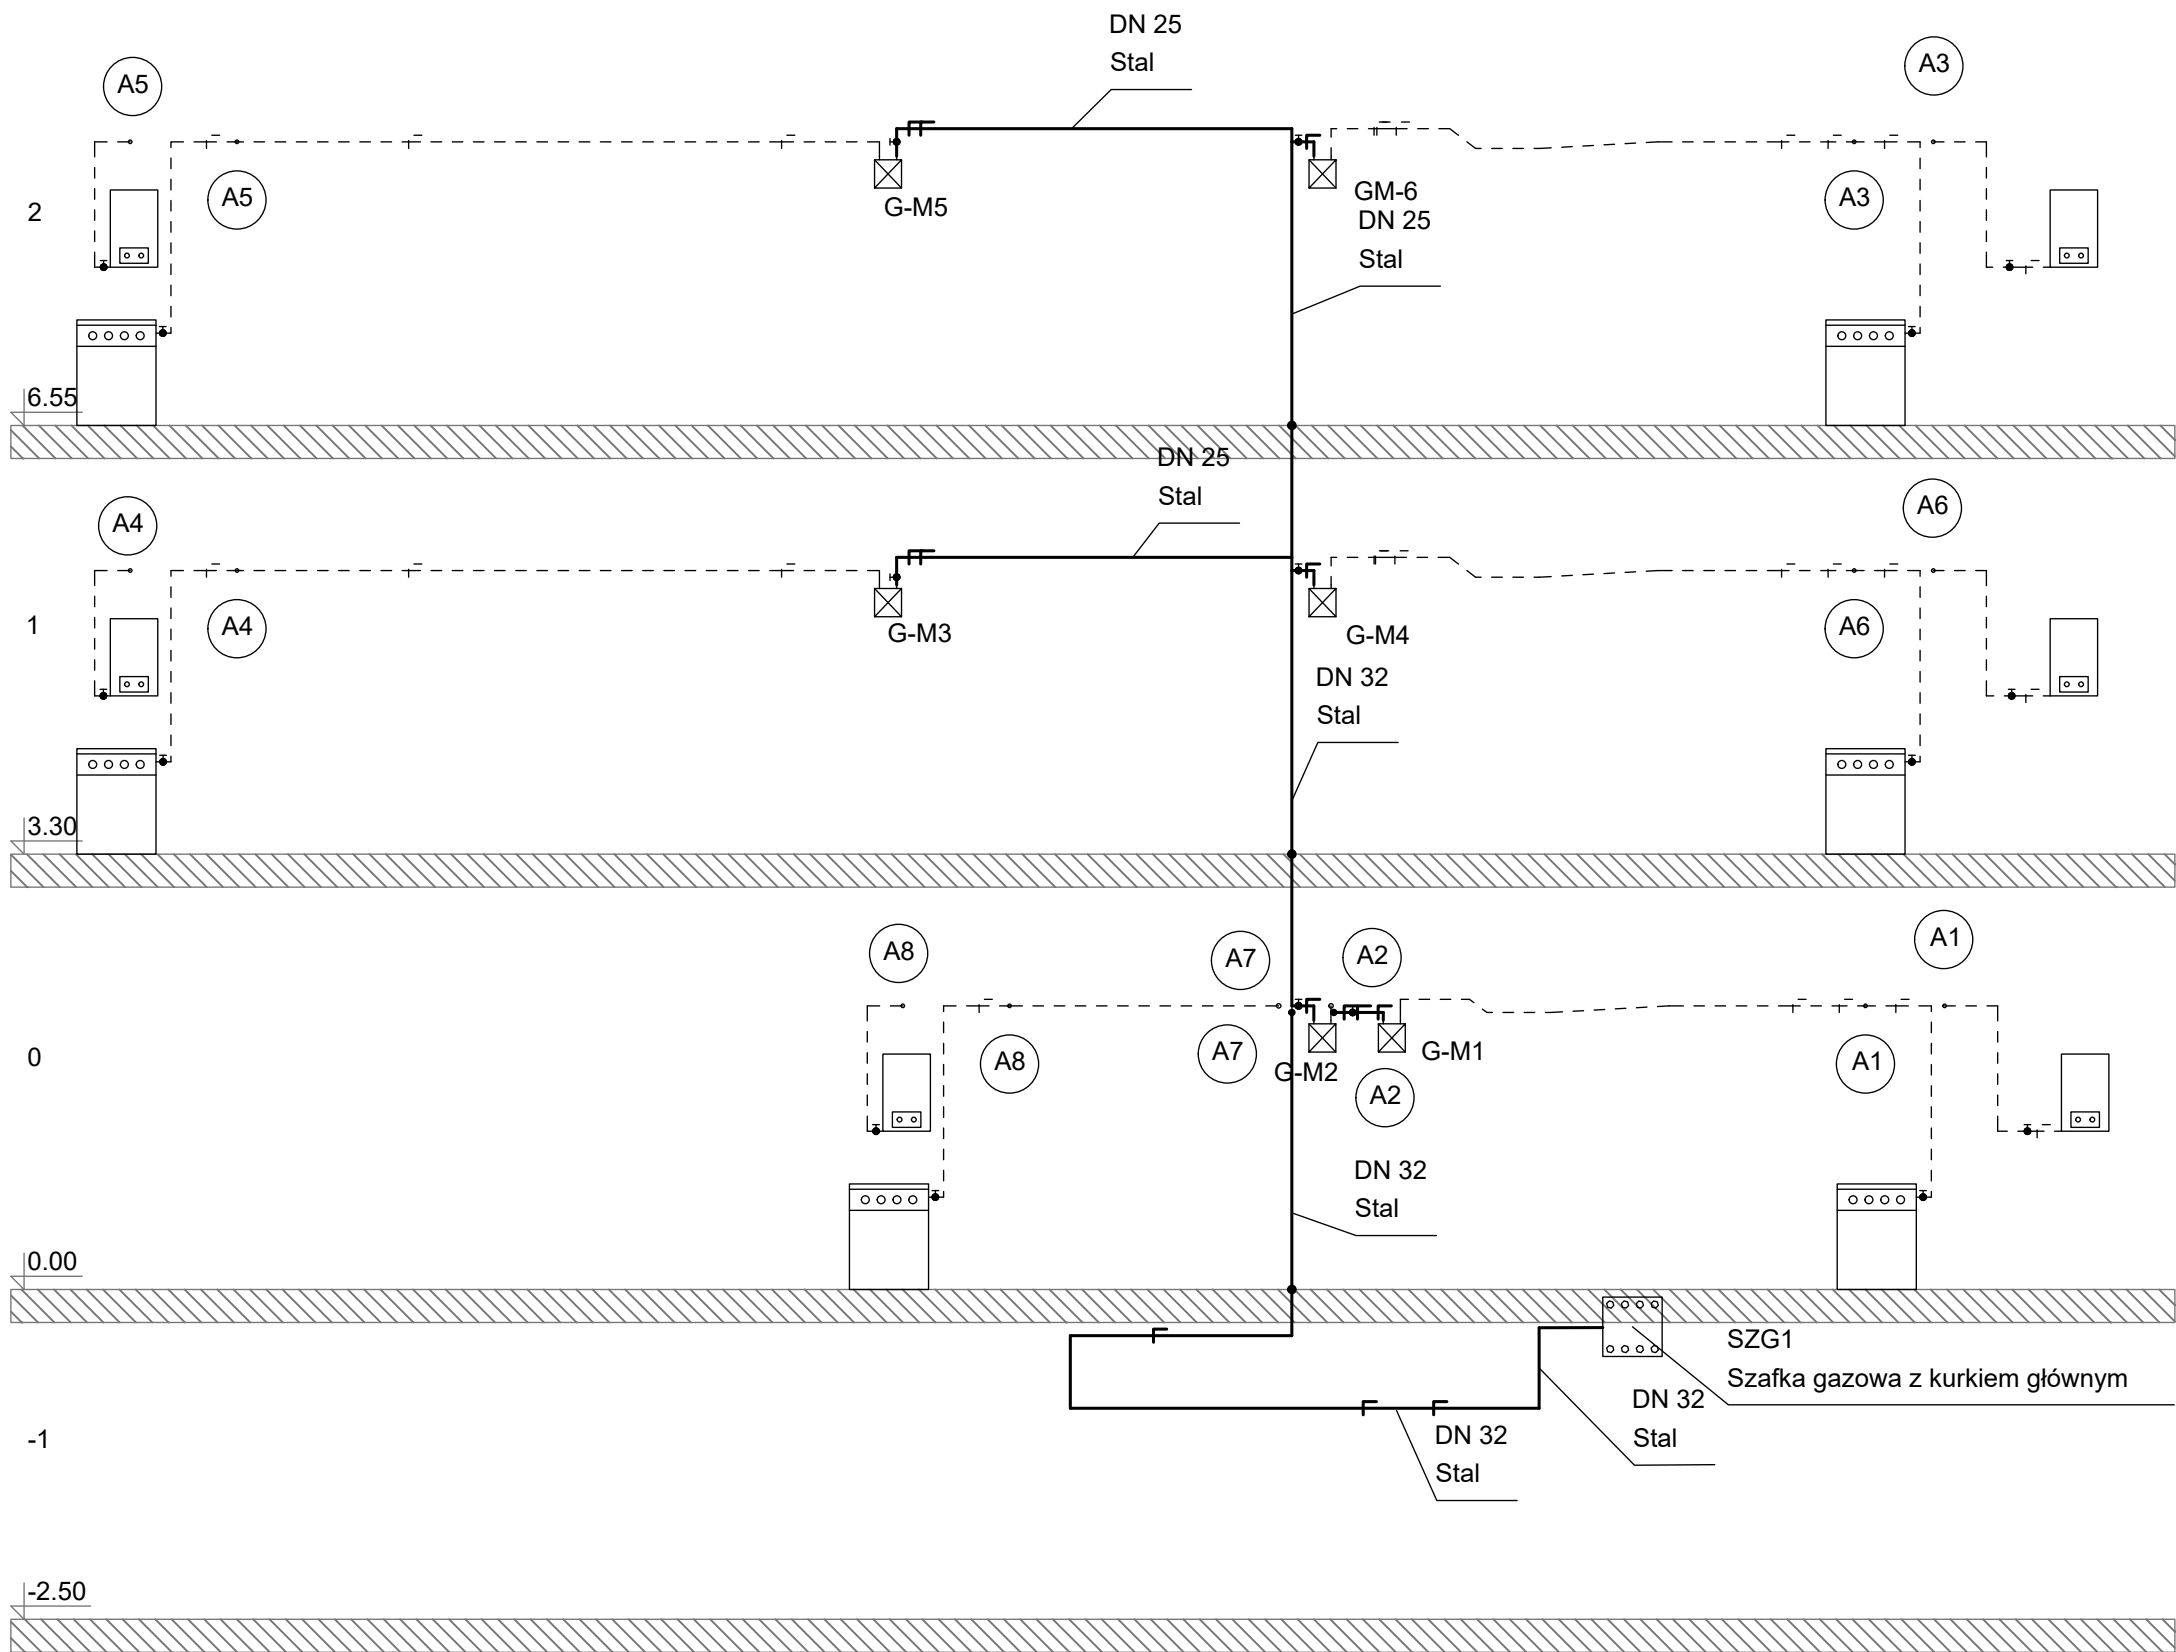 DN 25
Stal
A5
A3
A5
A3
2
G-M5
GM-6
DN 25
Stal
6.55
DN 25
Stal
A4
A6
A4
A6
1
G-M3
G-M4
DN 32
Stal
3.30
A8
A7
A2
A1
A8
A7
G-M2
G-M1
A2
A1
0
DN 32
Stal
0.00
SZG1
Szafka gazowa z kurkiem głównym
DN 32
Stal
DN 32
Stal
-1
-2.50